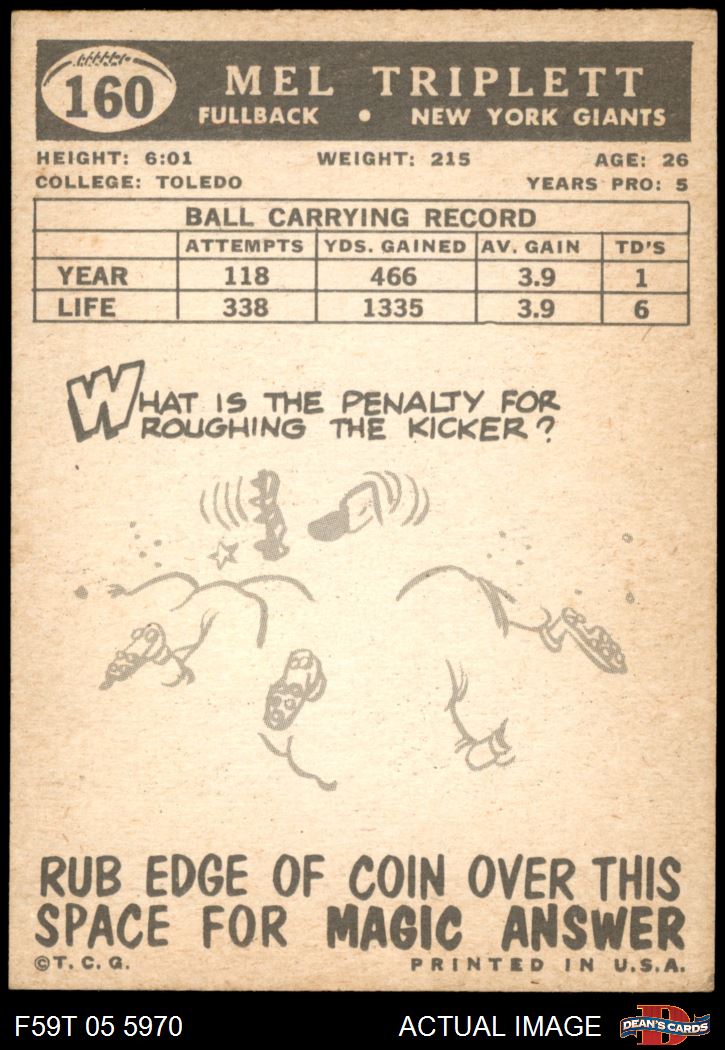 160
MEL TRIPLETT
FULLBACK • NEW YORK GIANTS
HEIGHT: 6:01 WEIGHT: 215 AGE: 26
COLLEGE: TOLEDO YEARS PRO: 5
BALL CARRYING RECORD
ATTEMPTS YDS. GAINED AV. GAIN TD'S
YEAR 118 466 3.9 1
LIFE 338 1335 3.9 6
WHAT IS THE PENALTY FOR
ROUGHING THE KICKER?
RUB EDGE OF COIN OVER THIS
SPACE FOR MAGIC ANSWER
©T.C.G. PRINTED IN U.S.A.
F59T 05 5970 ACTUAL IMAGE D DEAN'S CARDS